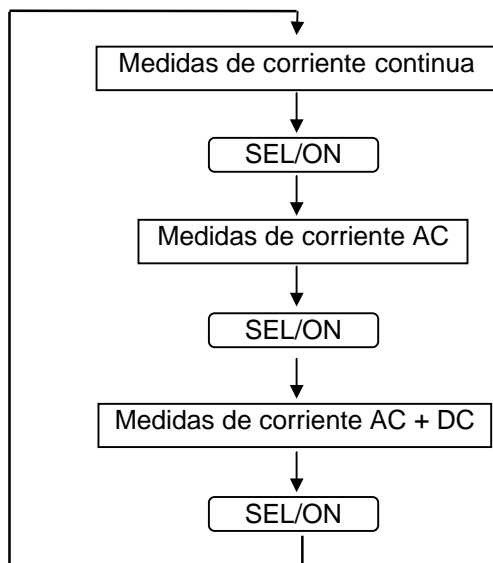 Medidas de corriente continua
SEL/ON
Medidas de corriente AC
SEL/ON
Medidas de corriente AC + DC
SEL/ON